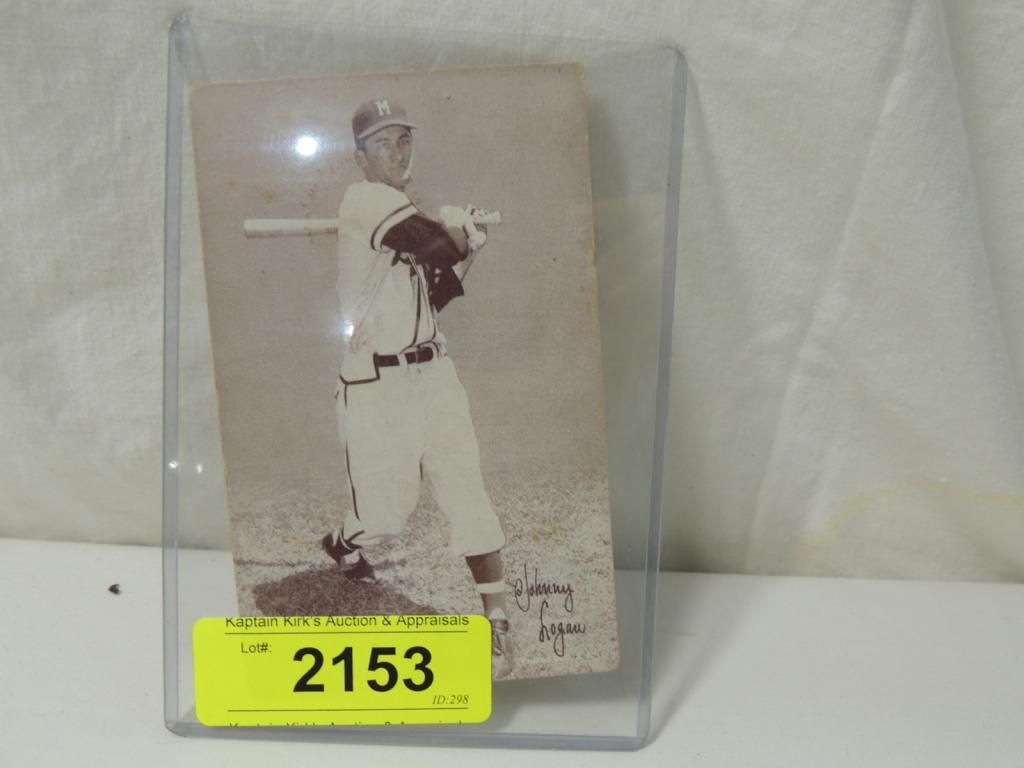 M
Johnny
Logan
Kaptain Kirk's Auction & Appraisals
Lot#:
2153
ID:298